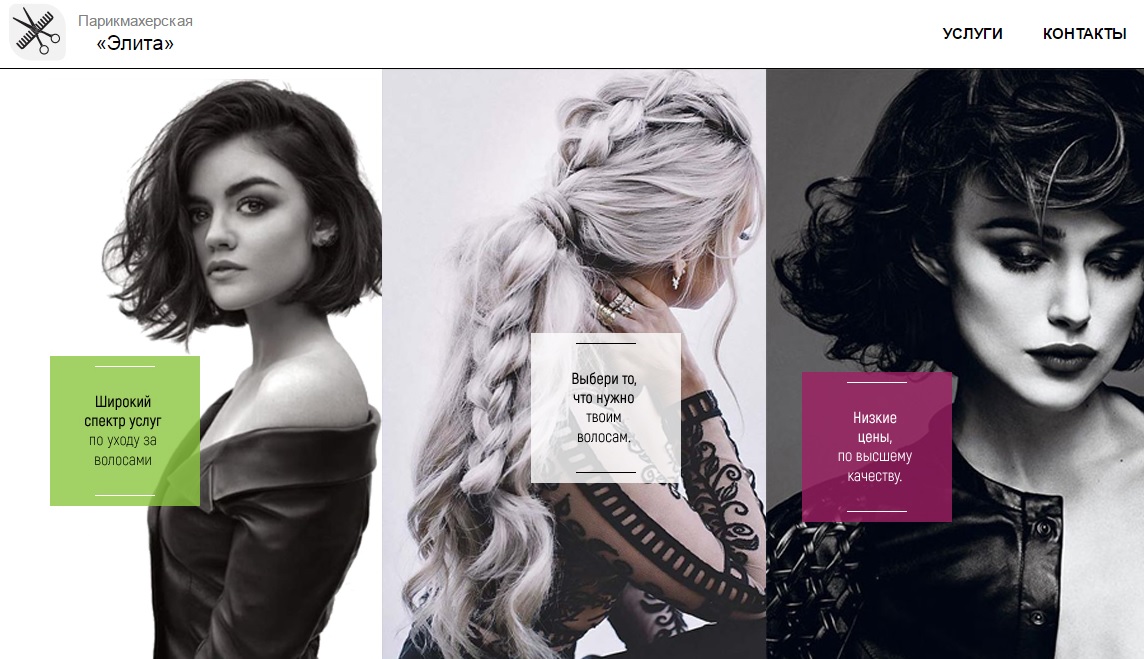 Парикмахерская
«Элита»
УСЛУГИ
КОНТАКТЫ
Широкий
спектр услуг
по уходу за
волосами
Выбери то,
что нужно
твоим
волосам.
Низкие
цены,
по высшему
качеству.